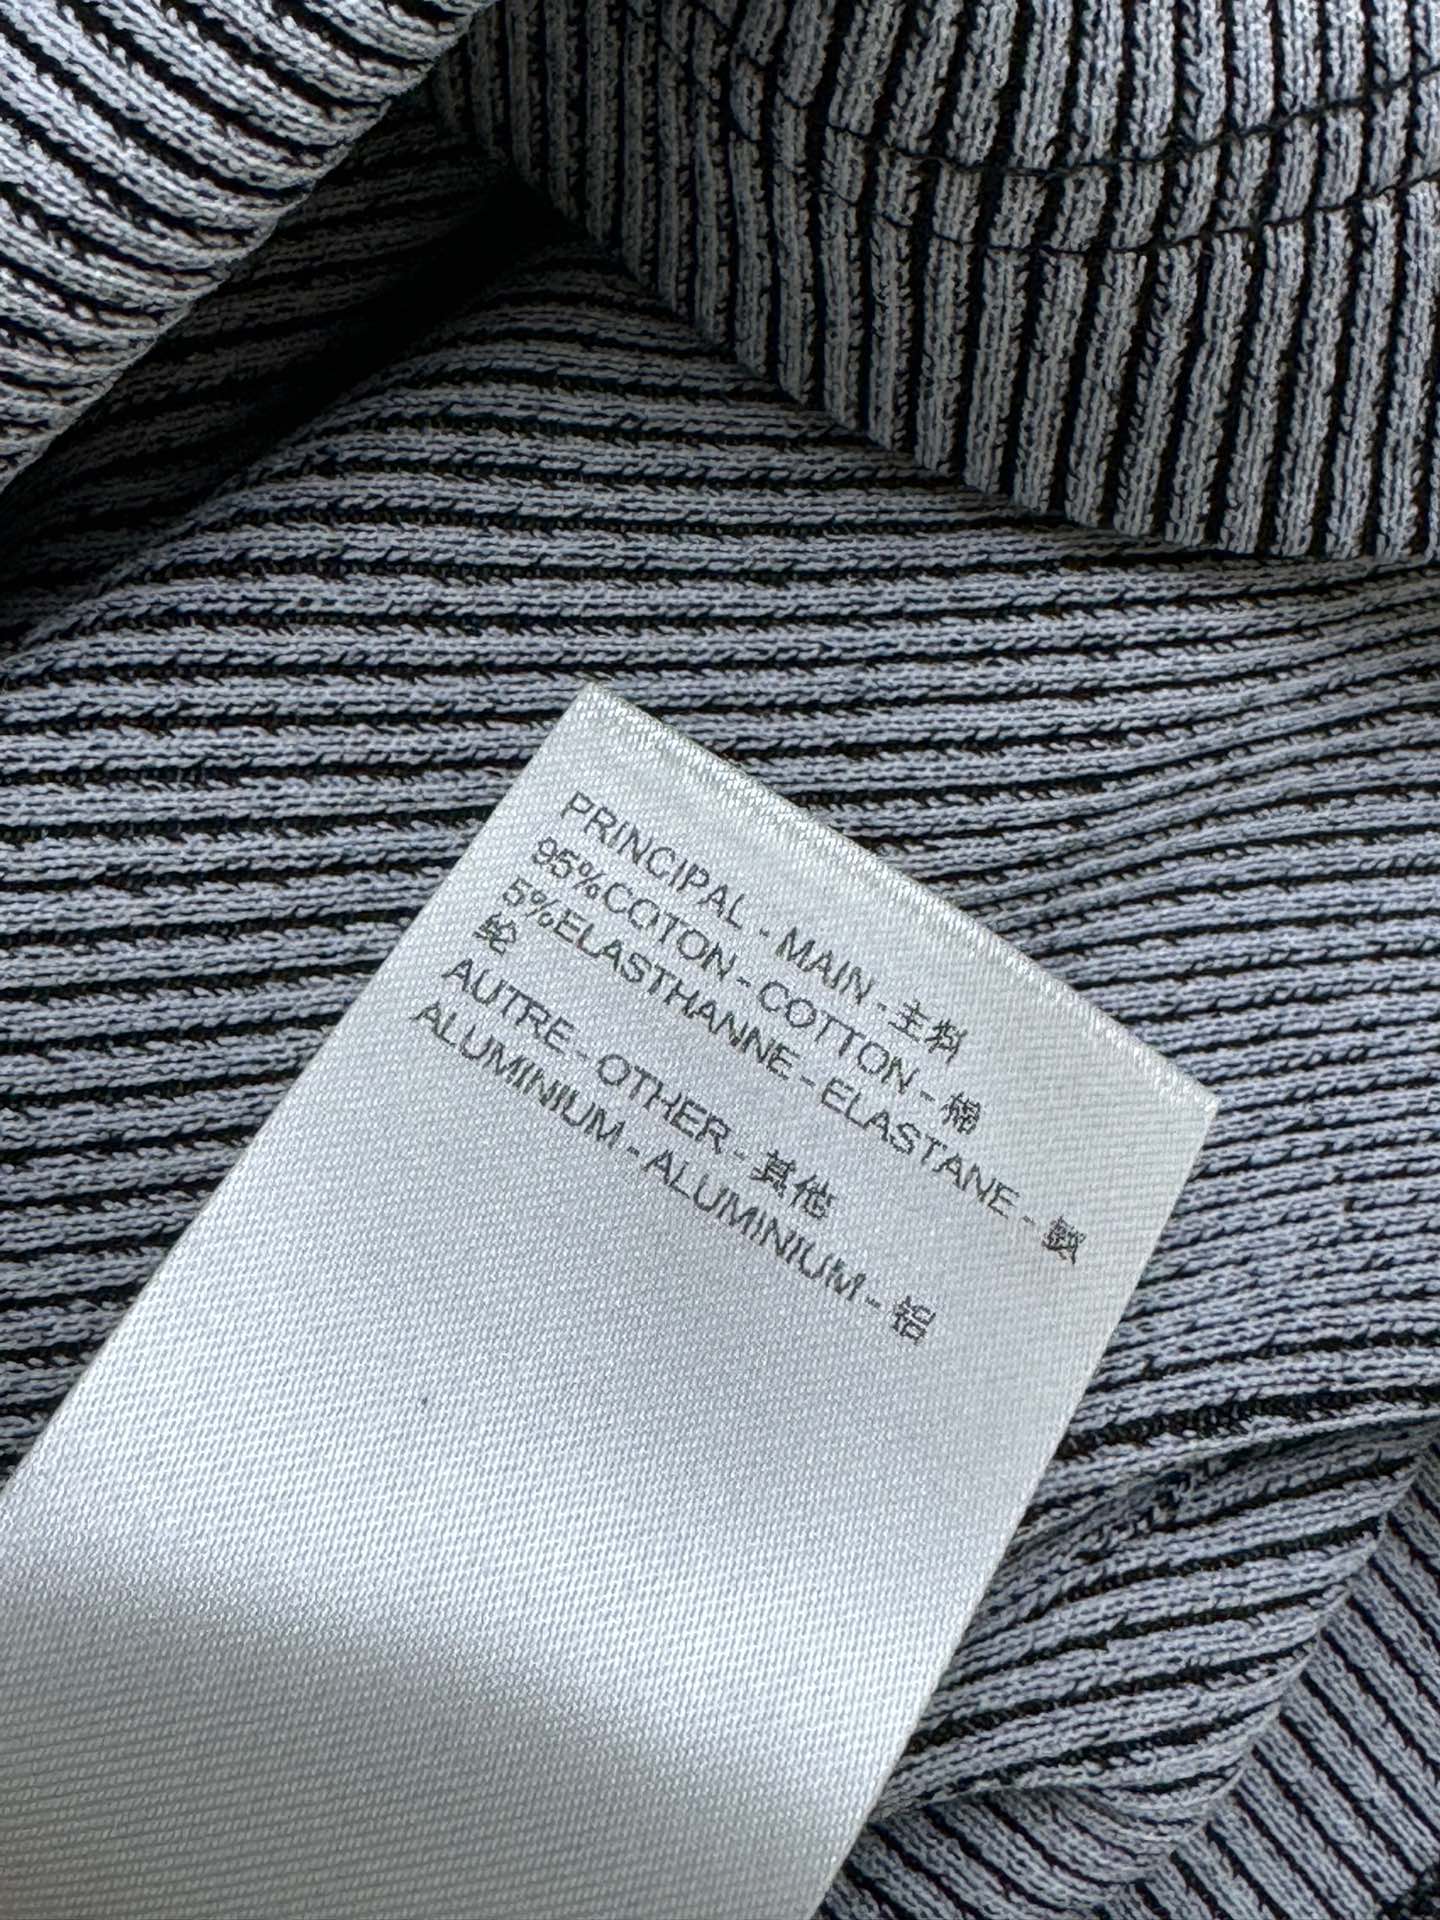 PRINCIPAL - MAIN - 主料
95%COTON - COTTON - 棉
5%ELASTHANNE - ELASTANE - 氨
纶
AUTRE - OTHER - 其他
ALUMINIUM - ALUMINIUM - 铝